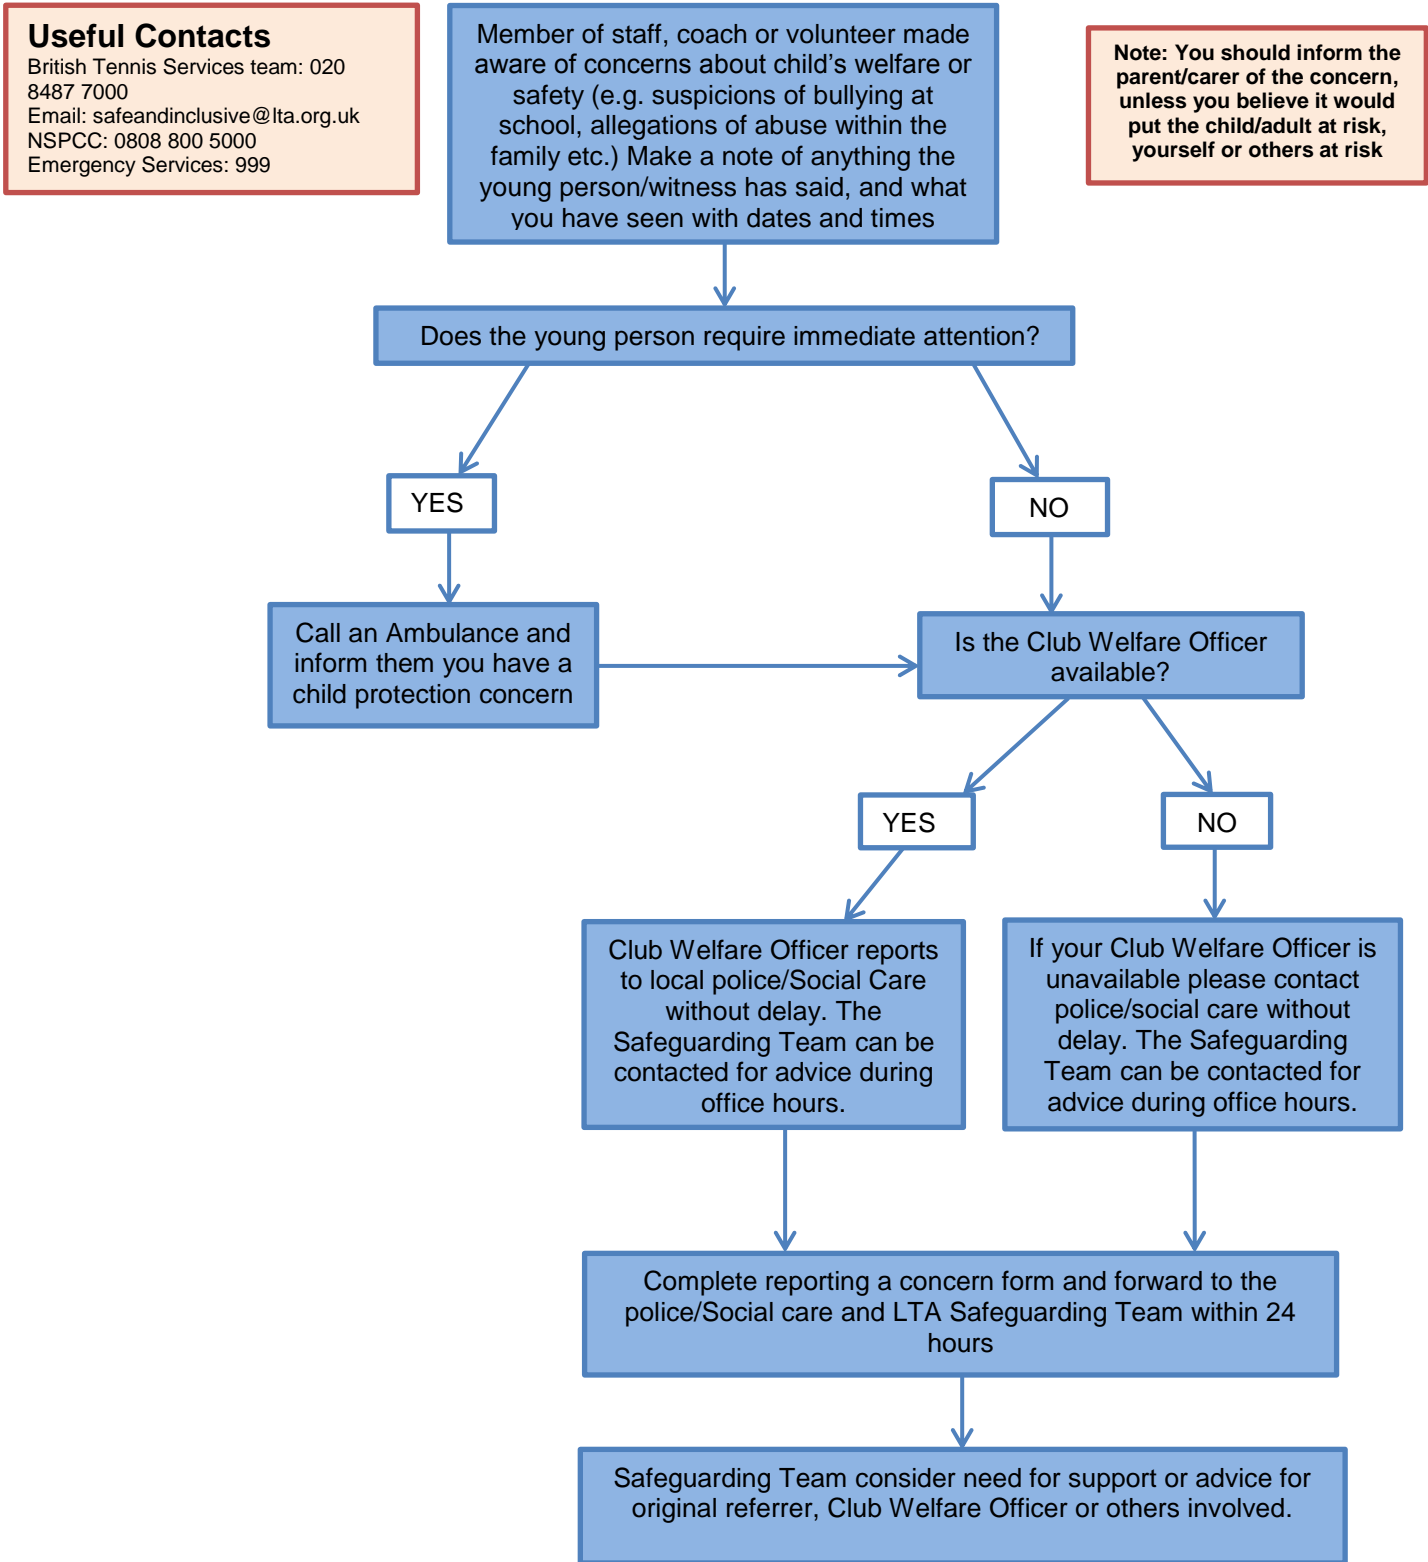 Useful Contacts
British Tennis Services team: 020
8487 7000
Email: safeandinclusive@lta.org.uk
NSPCC: 0808 800 5000
Emergency Services: 999
Member of staff, coach or volunteer made
aware of concerns about child’s welfare or
safety (e.g. suspicions of bullying at
school, allegations of abuse within the
family etc.) Make a note of anything the
young person/witness has said, and what
you have seen with dates and times
Note: You should inform the
parent/carer of the concern,
unless you believe it would
put the child/adult at risk,
yourself or others at risk
Does the young person require immediate attention?
YES
NO
Call an Ambulance and
inform them you have a
child protection concern
Is the Club Welfare Officer
available?
YES
NO
Club Welfare Officer reports
to local police/Social Care
without delay. The
Safeguarding Team can be
contacted for advice during
office hours.
If your Club Welfare Officer is
unavailable please contact
police/social care without
delay. The Safeguarding
Team can be contacted for
advice during office hours.
Complete reporting a concern form and forward to the
police/Social care and LTA Safeguarding Team within 24
hours
Safeguarding Team consider need for support or advice for
original referrer, Club Welfare Officer or others involved.